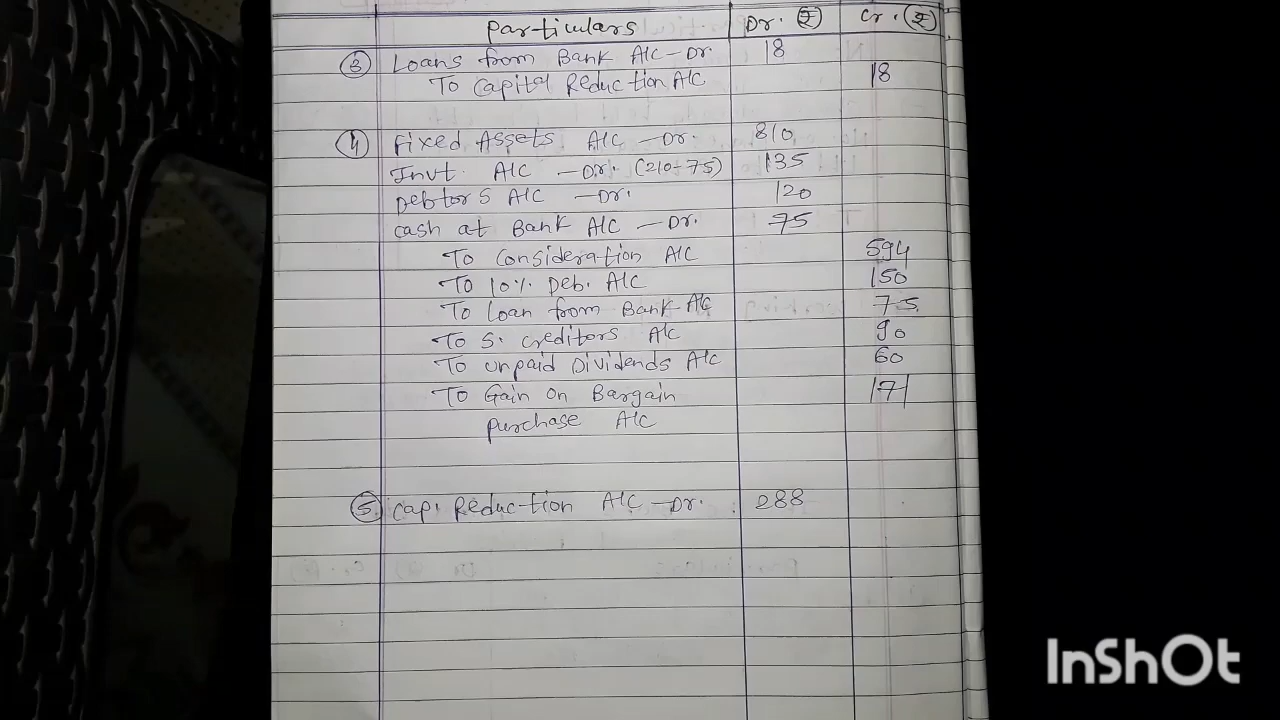 Particulars Dr. (₹) Cr. (₹)
③ Loans from Bank A/C - Dr. 18
To Capital Reduction A/C 18
④ Fixed Assets A/C - Dr. 810
Invt. A/C - Dr. (210-75) 135
Debtors A/C - Dr. 120
Cash at Bank A/C - Dr. 75
To Consideration A/C 594
To 10% Deb. A/C 150
To Loan from Bank A/C 75
To S. Creditors A/C 90
To Unpaid Dividends A/C 60
To Gain on Bargain 171
purchase A/C
⑤ Cap. Reduction A/C - Dr. 288
InShOt